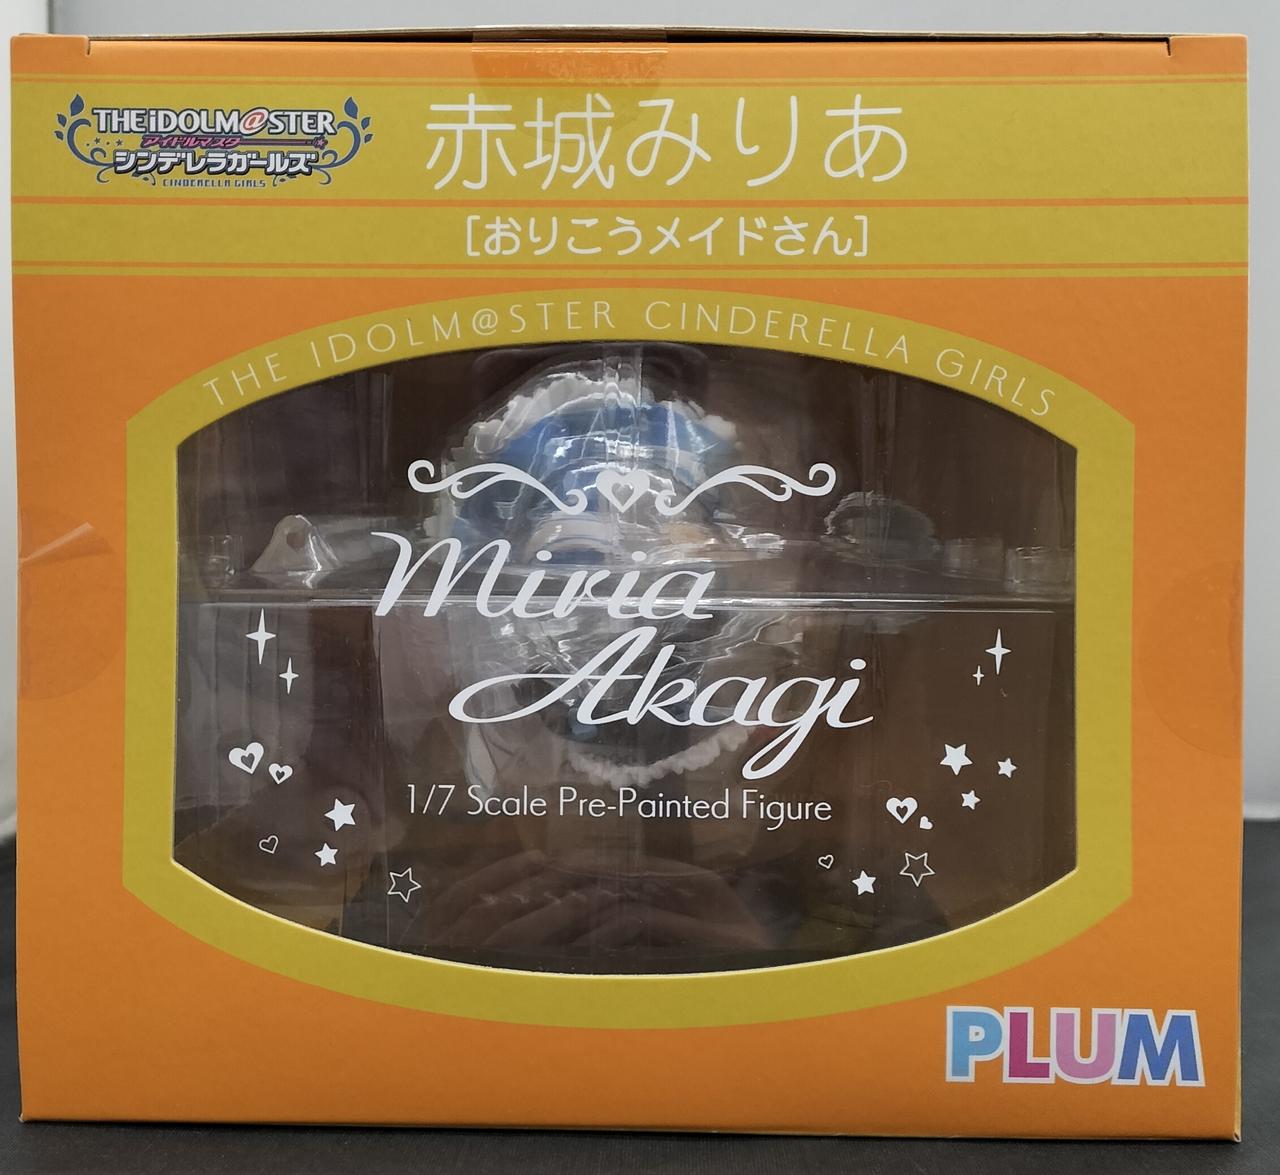 THE iDOLM@STER
アイドルマスター
シンデレラガールズ
CINDERELLA GIRLS
赤城みりあ
[おりこうメイドさん]
THE IDOLM@STER CINDERELLA GIRLS
Miria
Akagi
1/7 Scale Pre-Painted Figure
PLUM